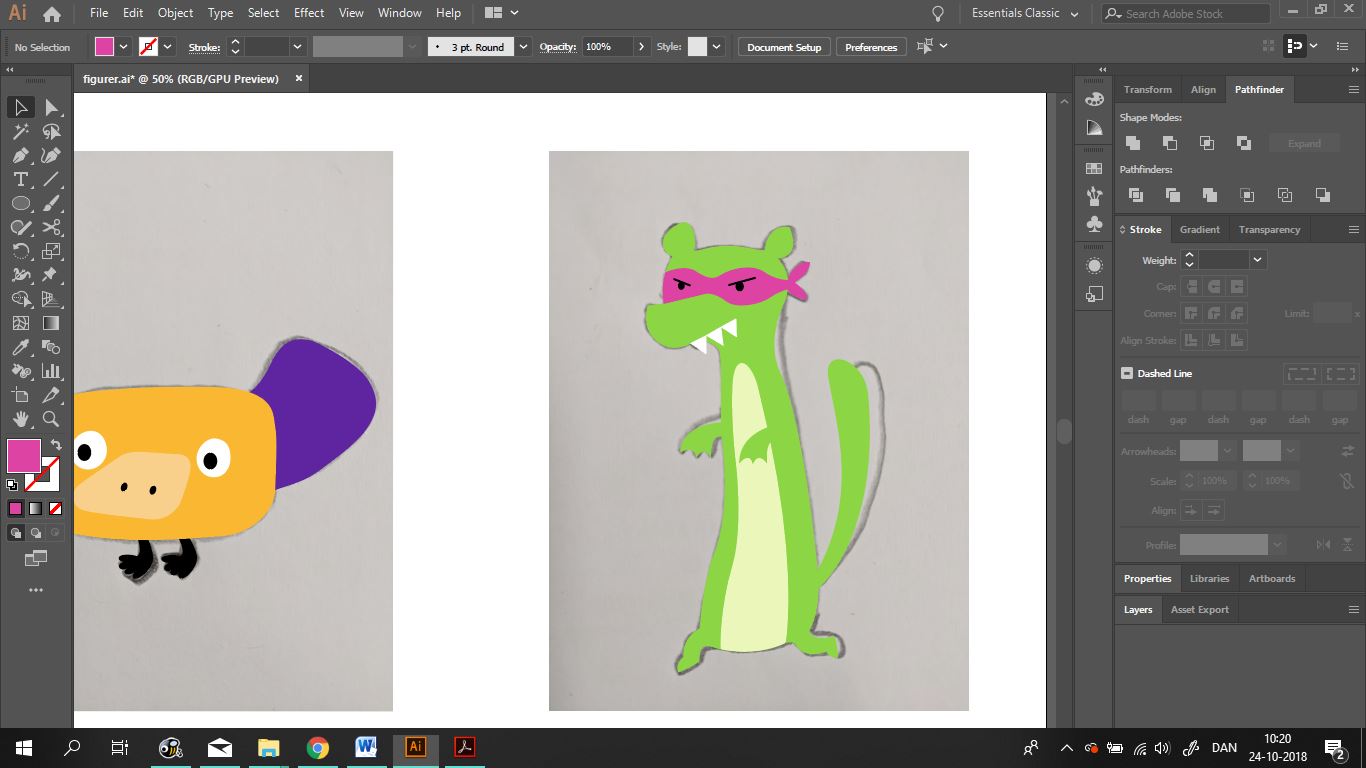 Ai File Edit Object Type Select Effect View Window Help Essentials Classic Search Adobe Stock
No Selection Stroke: 3 pt. Round Opacity: 100% Style: Document Setup Preferences
figurer.ai* @ 50% (RGB/GPU Preview)
Transform Align Pathfinder
Shape Modes:
Expand
Pathfinders:
Stroke Gradient Transparency
Weight:
Cap:
Corner: Limit: x
Align Stroke:
Dashed Line
dash gap dash gap dash gap
Arrowheads:
Scale: 100% 100%
Align:
Profile:
Properties Libraries Artboards
Layers Asset Export
W Ai DAN 10:20
24-10-2018 2